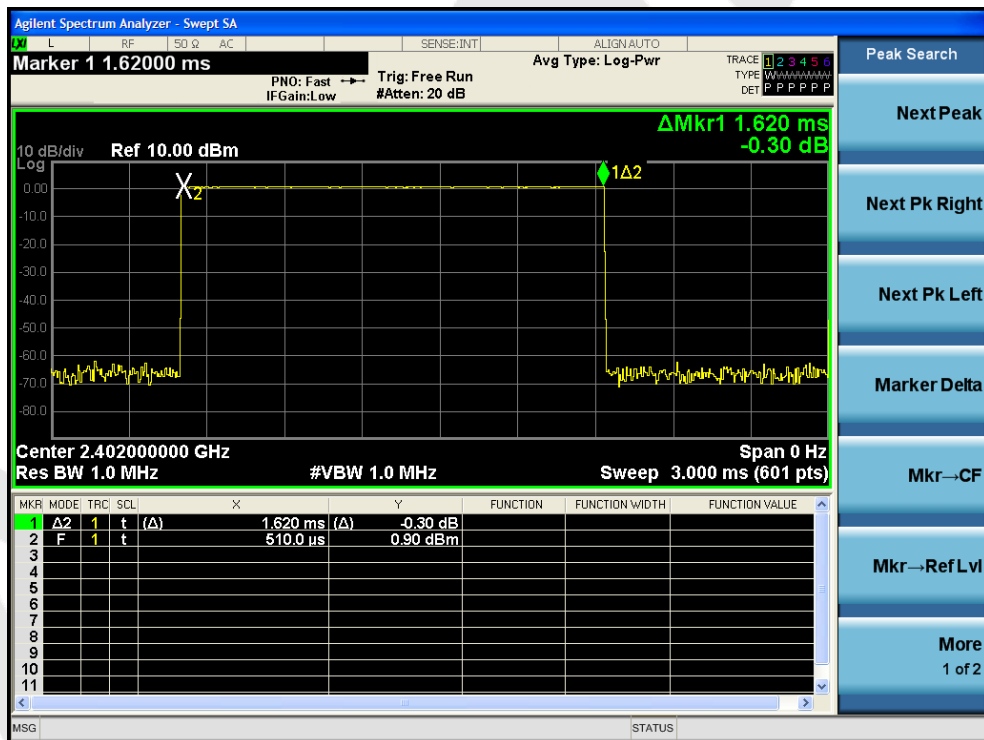 Agilent Spectrum Analyzer - Swept SA
LXI L RF 50 Ω AC SENSE:INT ALIGNAUTO
Marker 1 1.62000 ms
PNO: Fast
IFGain:Low
Trig: Free Run
#Atten: 20 dB
Avg Type: Log-Pwr
TRACE 1 2 3 4 5 6
TYPE WWWWWW
DET P P P P P P
ΔMkr1 1.620 ms
-0.30 dB
10 dB/div Ref 10.00 dBm
Log
0.00
-10.0
-20.0
-30.0
-40.0
-50.0
-60.0
-70.0
-80.0
2
1Δ2
Center 2.402000000 GHz Span 0 Hz
Res BW 1.0 MHz #VBW 1.0 MHz Sweep 3.000 ms (601 pts)
MKR MODE TRC SCL X Y FUNCTION FUNCTION WIDTH FUNCTION VALUE
1 Δ2 1 t (Δ) 1.620 ms (Δ) -0.30 dB
2 F 1 t 510.0 µs 0.90 dBm
3
4
5
6
7
8
9
10
11
MSG STATUS
Peak Search
Next Peak
Next Pk Right
Next Pk Left
Marker Delta
Mkr→CF
Mkr→Ref Lvl
More
1 of 2